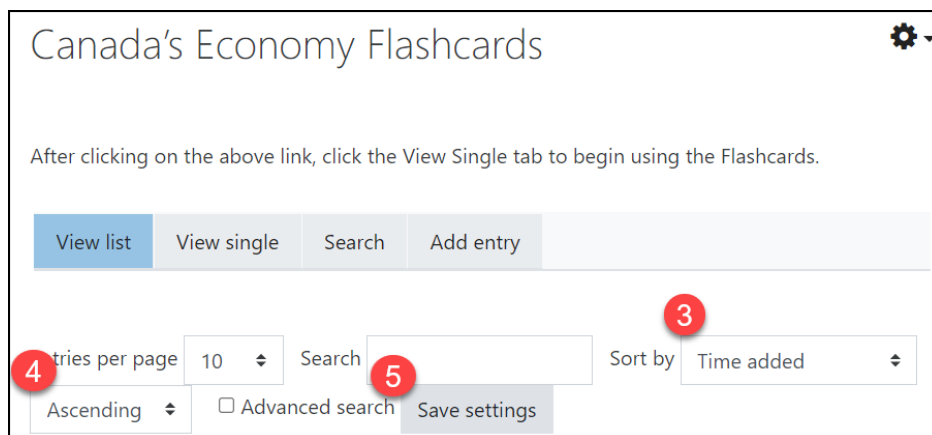 Canada's Economy Flashcards
After clicking on the above link, click the View Single tab to begin using the Flashcards.
View list View single Search Add entry
3
tries per page 10 Search Sort by Time added
4 5
Ascending Advanced search Save settings